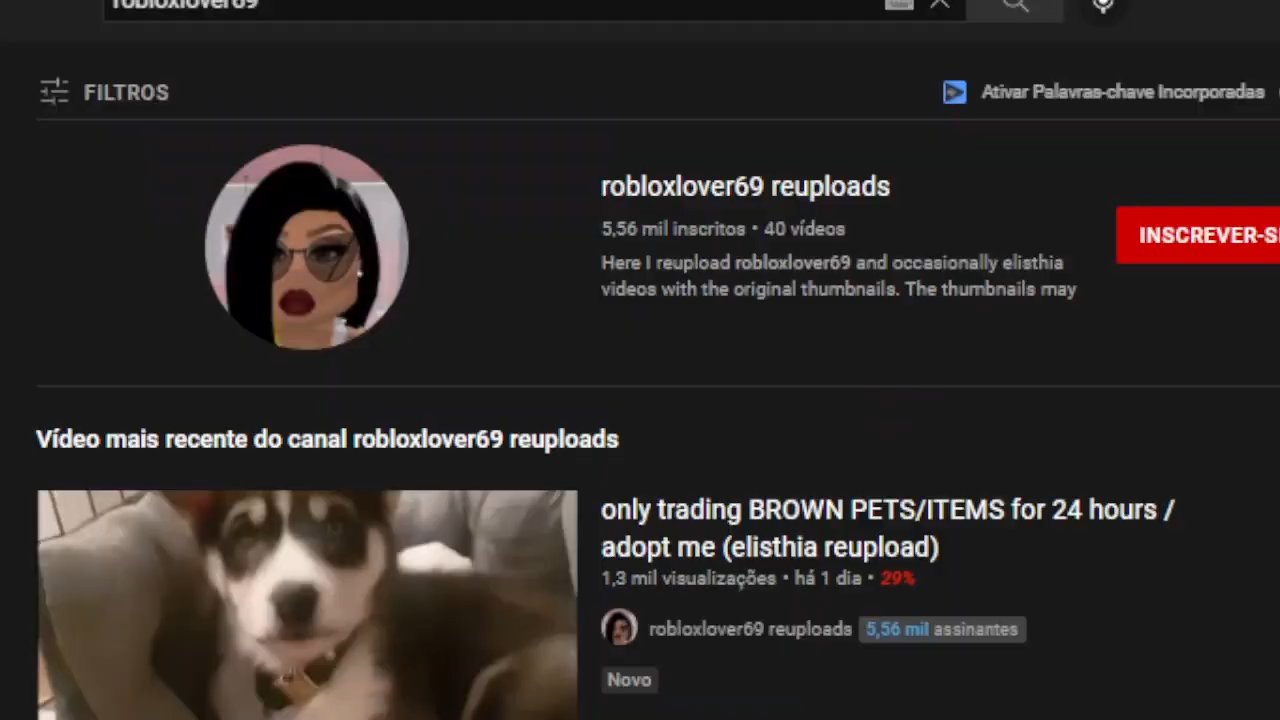 robloxlover69
FILTROS
Ativar Palavras-chave Incorporadas
robloxlover69 reuploads
5,56 mil inscritos • 40 vídeos
INSCREVER-S
Here I reupload robloxlover69 and occasionally elisthia
videos with the original thumbnails. The thumbnails may
Vídeo mais recente do canal robloxlover69 reuploads
only trading BROWN PETS/ITEMS for 24 hours /
adopt me (elisthia reupload)
1,3 mil visualizações • há 1 dia • 29%
robloxlover69 reuploads 5,56 mil assinantes
Novo